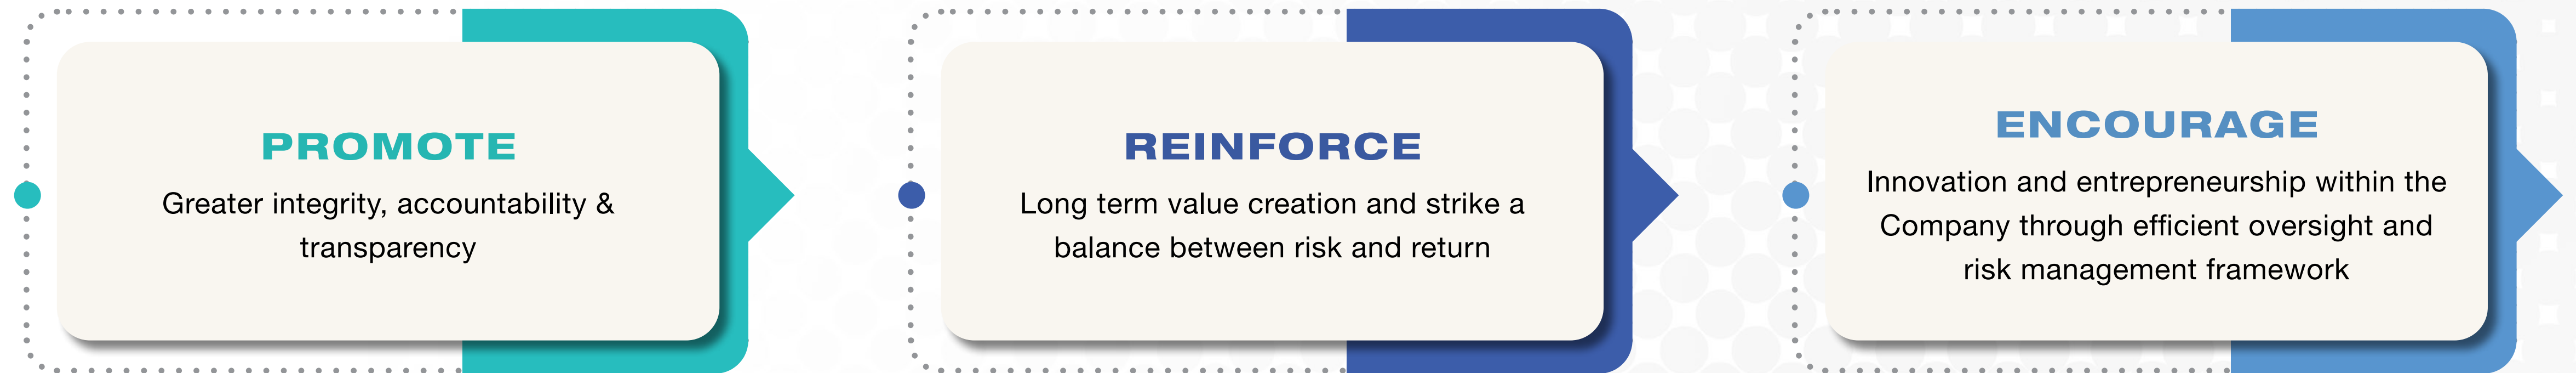 PROMOTE
Greater integrity, accountability &
transparency
REINFORCE
Long term value creation and strike a
balance between risk and return
ENCOURAGE
Innovation and entrepreneurship within the
Company through efficient oversight and
risk management framework